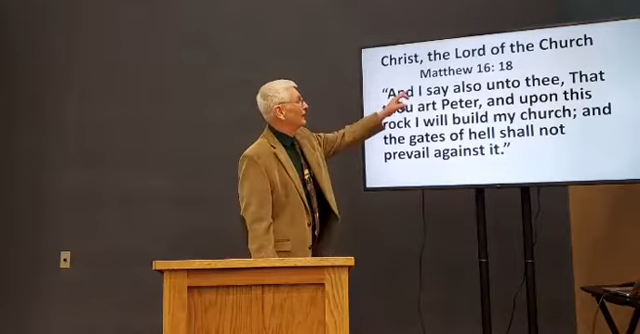 Christ, the Lord of the Church
Matthew 16: 18
“And I say also unto thee, That
art Peter, and upon this
rock I will build my church; and
the gates of hell shall not
prevail against it.”